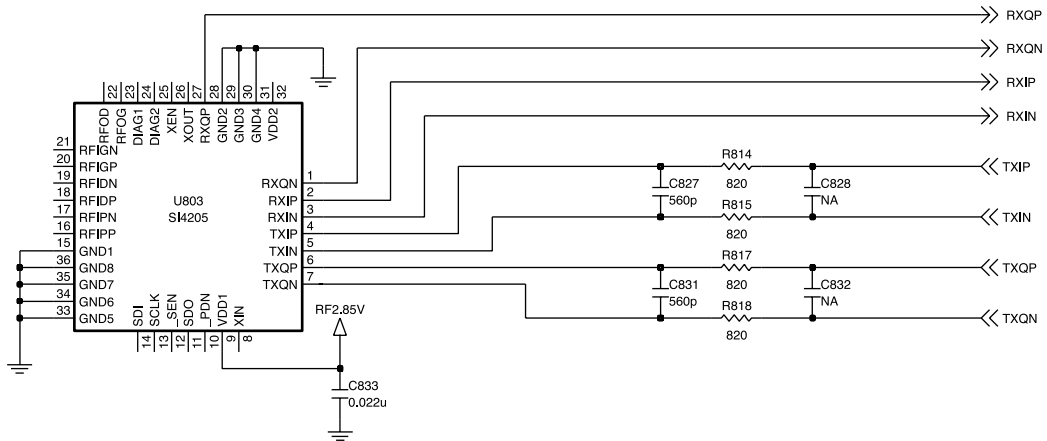 RXQP
RXQN
RXIP
RXIN
TXIP
TXIN
TXQP
TXQN
22
23
24
25
26
27
28
29
30
31
32
RFOD
RFOG
DIAG1
DIAG2
XEN
XOUT
RXQP
GND2
GND3
GND4
VDD2
21 RFIGN
20 RFIGP
19 RFIDN
18 RFIDP
17 RFIPN
16 RFIPP
15 GND1
36 GND8
35 GND7
34 GND6
33 GND5
U803
SI4205
RXQN 1
RXIP 2
RXIN 3
TXIP 4
TXIN 5
TXQP 6
TXQN 7
SDI
SCLK
_SEN
SDO
_PDN
VDD1
XIN
14
13
12
11
10
9
8
RF2.85V
C833
0.022u
R814
820
C827
560p
C828
NA
R815
820
R817
820
C831
560p
C832
NA
R818
820